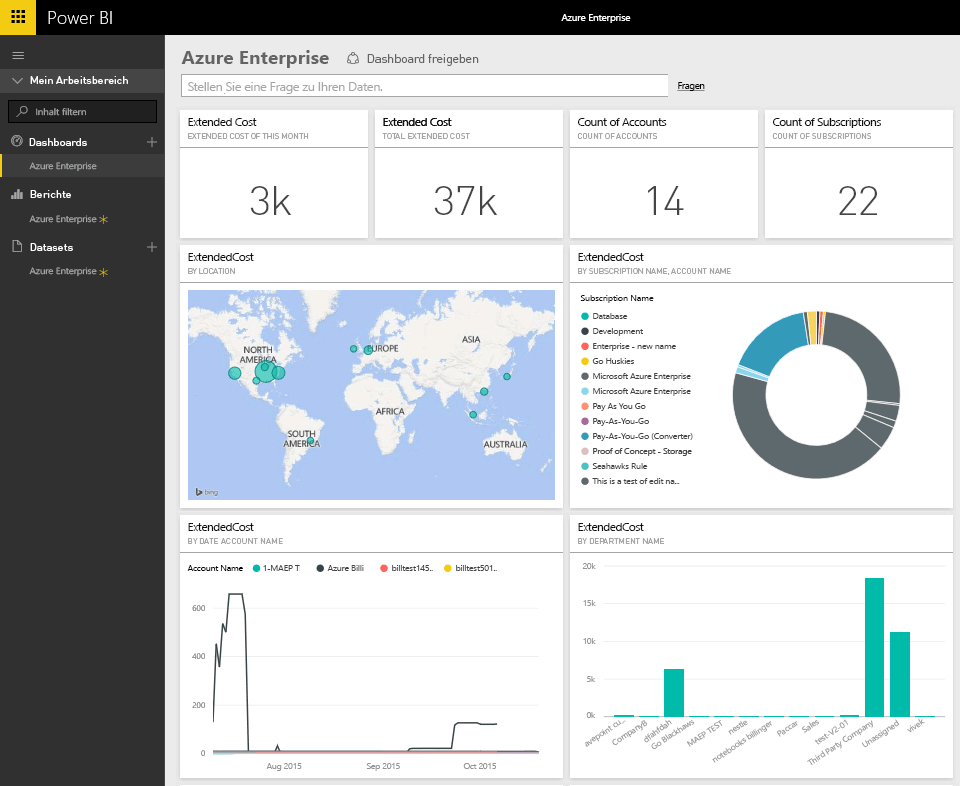 Power BI
Azure Enterprise
Mein Arbeitsbereich
Inhalt filtern
Dashboards
Azure Enterprise
Berichte
Azure Enterprise
Datasets
Azure Enterprise
Azure Enterprise
Dashboard freigeben
Stellen Sie eine Frage zu Ihren Daten.
Fragen
Extended Cost
EXTENDED COST OF THIS MONTH
3k
Extended Cost
TOTAL EXTENDED COST
37k
Count of Accounts
COUNT OF ACCOUNTS
14
Count of Subscriptions
COUNT OF SUBSCRIPTIONS
22
ExtendedCost
BY LOCATION
NORTH
AMERICA
EUROPE
ASIA
AFRICA
SOUTH
AMERICA
AUSTRALIA
bing
ExtendedCost
BY SUBSCRIPTION NAME, ACCOUNT NAME
Subscription Name
Database
Development
Enterprise - new name
Go Huskies
Microsoft Azure Enterprise
Microsoft Azure Enterprise
Pay As You Go
Pay-As-You-Go
Pay-As-You-Go (Converter)
Proof of Concept - Storage
Seahawks Rule
This is a test of edit na...
ExtendedCost
BY DATE ACCOUNT NAME
Account Name 1-MAEP T Azure Billi billtest145.. billtest501..
600
400
200
0
Aug 2015 Sep 2015 Oct 2015
ExtendedCost
BY DEPARTMENT NAME
20k
15k
10k
5k
0k
avepoint cu...
CompanyB
dfahfdah
Go Blackhaws
MAEP TEST
nestle
notebooks billinger
Paccar
Sales
test-V2-01
Third Party Company
Unassigned
vivek